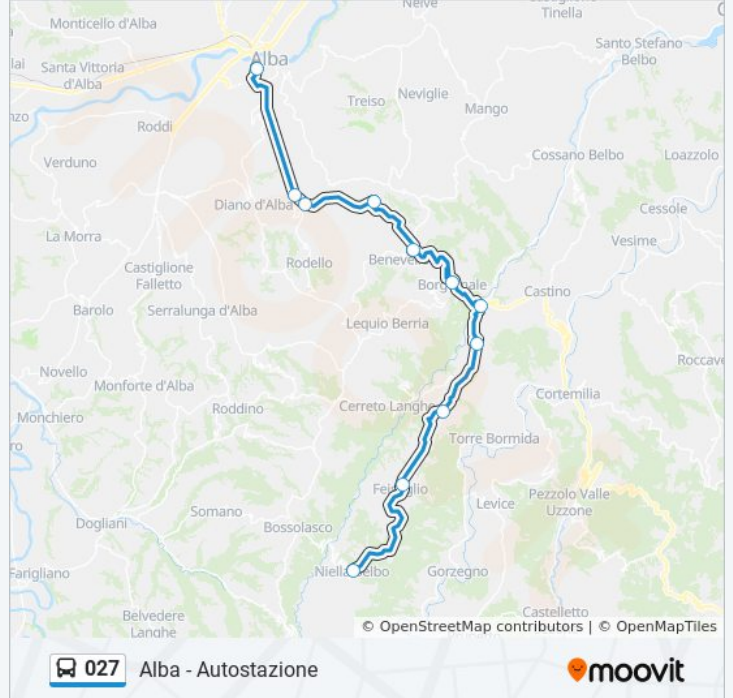 Neive
Tinella
Monticello d'Alba
Santo Stefano
Belbo
Alba
Santa Vittoria
d'Alba
Neviglie
Treiso
Mango
Roddi
Cossano Belbo
Loazzolo
Verduno
Cessole
Diano d'Alba
La Morra
Vesime
Castiglione
Falletto
Rodello
Castino
Barolo
Serralunga d'Alba
Lequio Berria
Novello
Monforte d'Alba
Cortemilia
Roddino
Cerreto Langhe
Monchiero
Torre Bormida
Levice
Pezzolo Valle
Uzzone
Somano
Dogliani
Bossolasco
Farigliano
Gorzegno
Belvedere
Langhe
Castelletto
© OpenStreetMap contributors | © OpenMapTiles
027 Alba - Autostazione
moovit